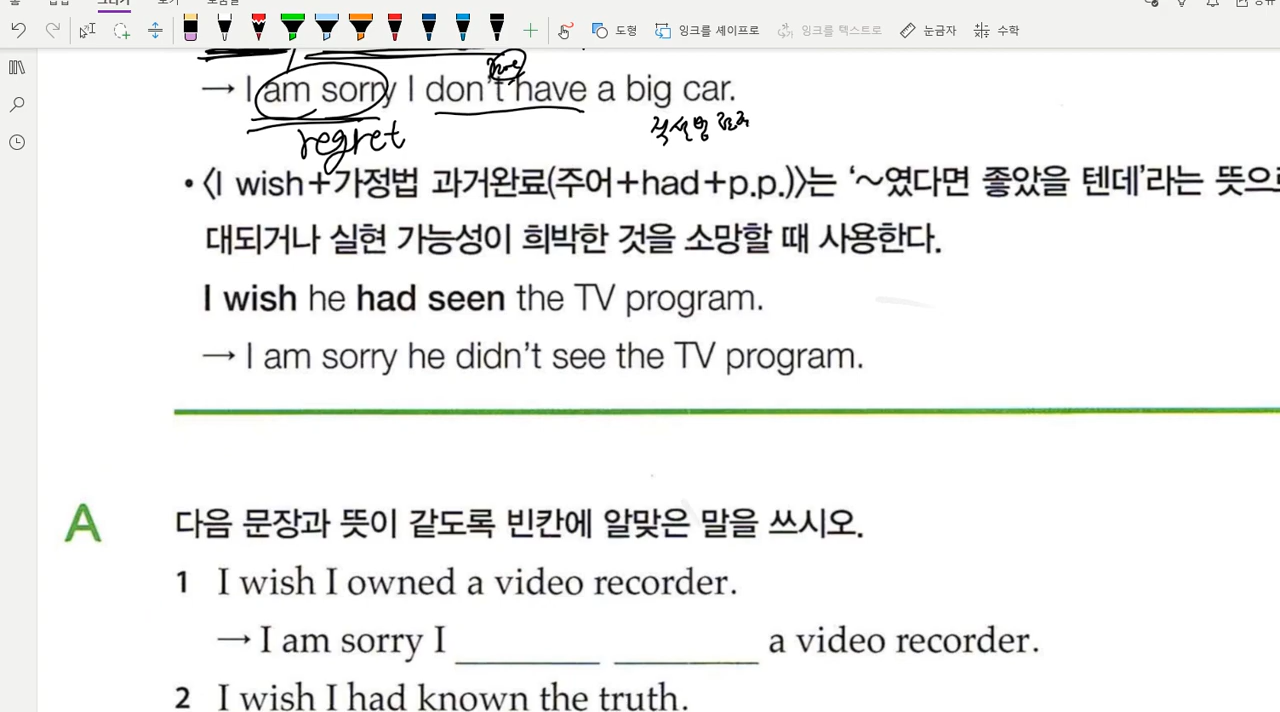 도형 잉크를 셰이프로 잉크를 텍스트로 눈금자 수학
→ I am sorry I don't have a big car.
regret 직설법
• 〈I wish+가정법 과거완료(주어+had+p.p.)〉는 '~였다면 좋았을 텐데'라는 뜻으로
대되거나 실현 가능성이 희박한 것을 소망할 때 사용한다.
I wish he had seen the TV program.
→ I am sorry he didn't see the TV program.
A 다음 문장과 뜻이 같도록 빈칸에 알맞은 말을 쓰시오.
1 I wish I owned a video recorder.
→ I am sorry I ________ ________ a video recorder.
2 I wish I had known the truth.